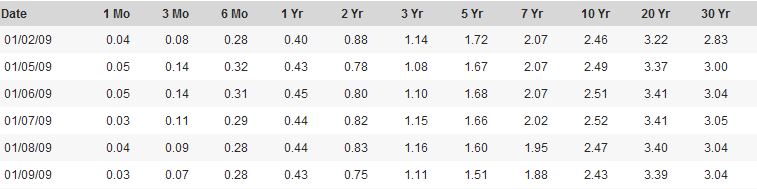 Date 1 Mo 3 Mo 6 Mo 1 Yr 2 Yr 3 Yr 5 Yr 7 Yr 10 Yr 20 Yr 30 Yr
01/02/09 0.04 0.08 0.28 0.40 0.88 1.14 1.72 2.07 2.46 3.22 2.83
01/05/09 0.05 0.14 0.32 0.43 0.78 1.08 1.67 2.07 2.49 3.37 3.00
01/06/09 0.05 0.14 0.31 0.45 0.80 1.10 1.68 2.07 2.51 3.41 3.04
01/07/09 0.03 0.11 0.29 0.44 0.82 1.15 1.66 2.02 2.52 3.41 3.05
01/08/09 0.04 0.09 0.28 0.44 0.83 1.16 1.60 1.95 2.47 3.40 3.04
01/09/09 0.03 0.07 0.28 0.43 0.75 1.11 1.51 1.88 2.43 3.39 3.04